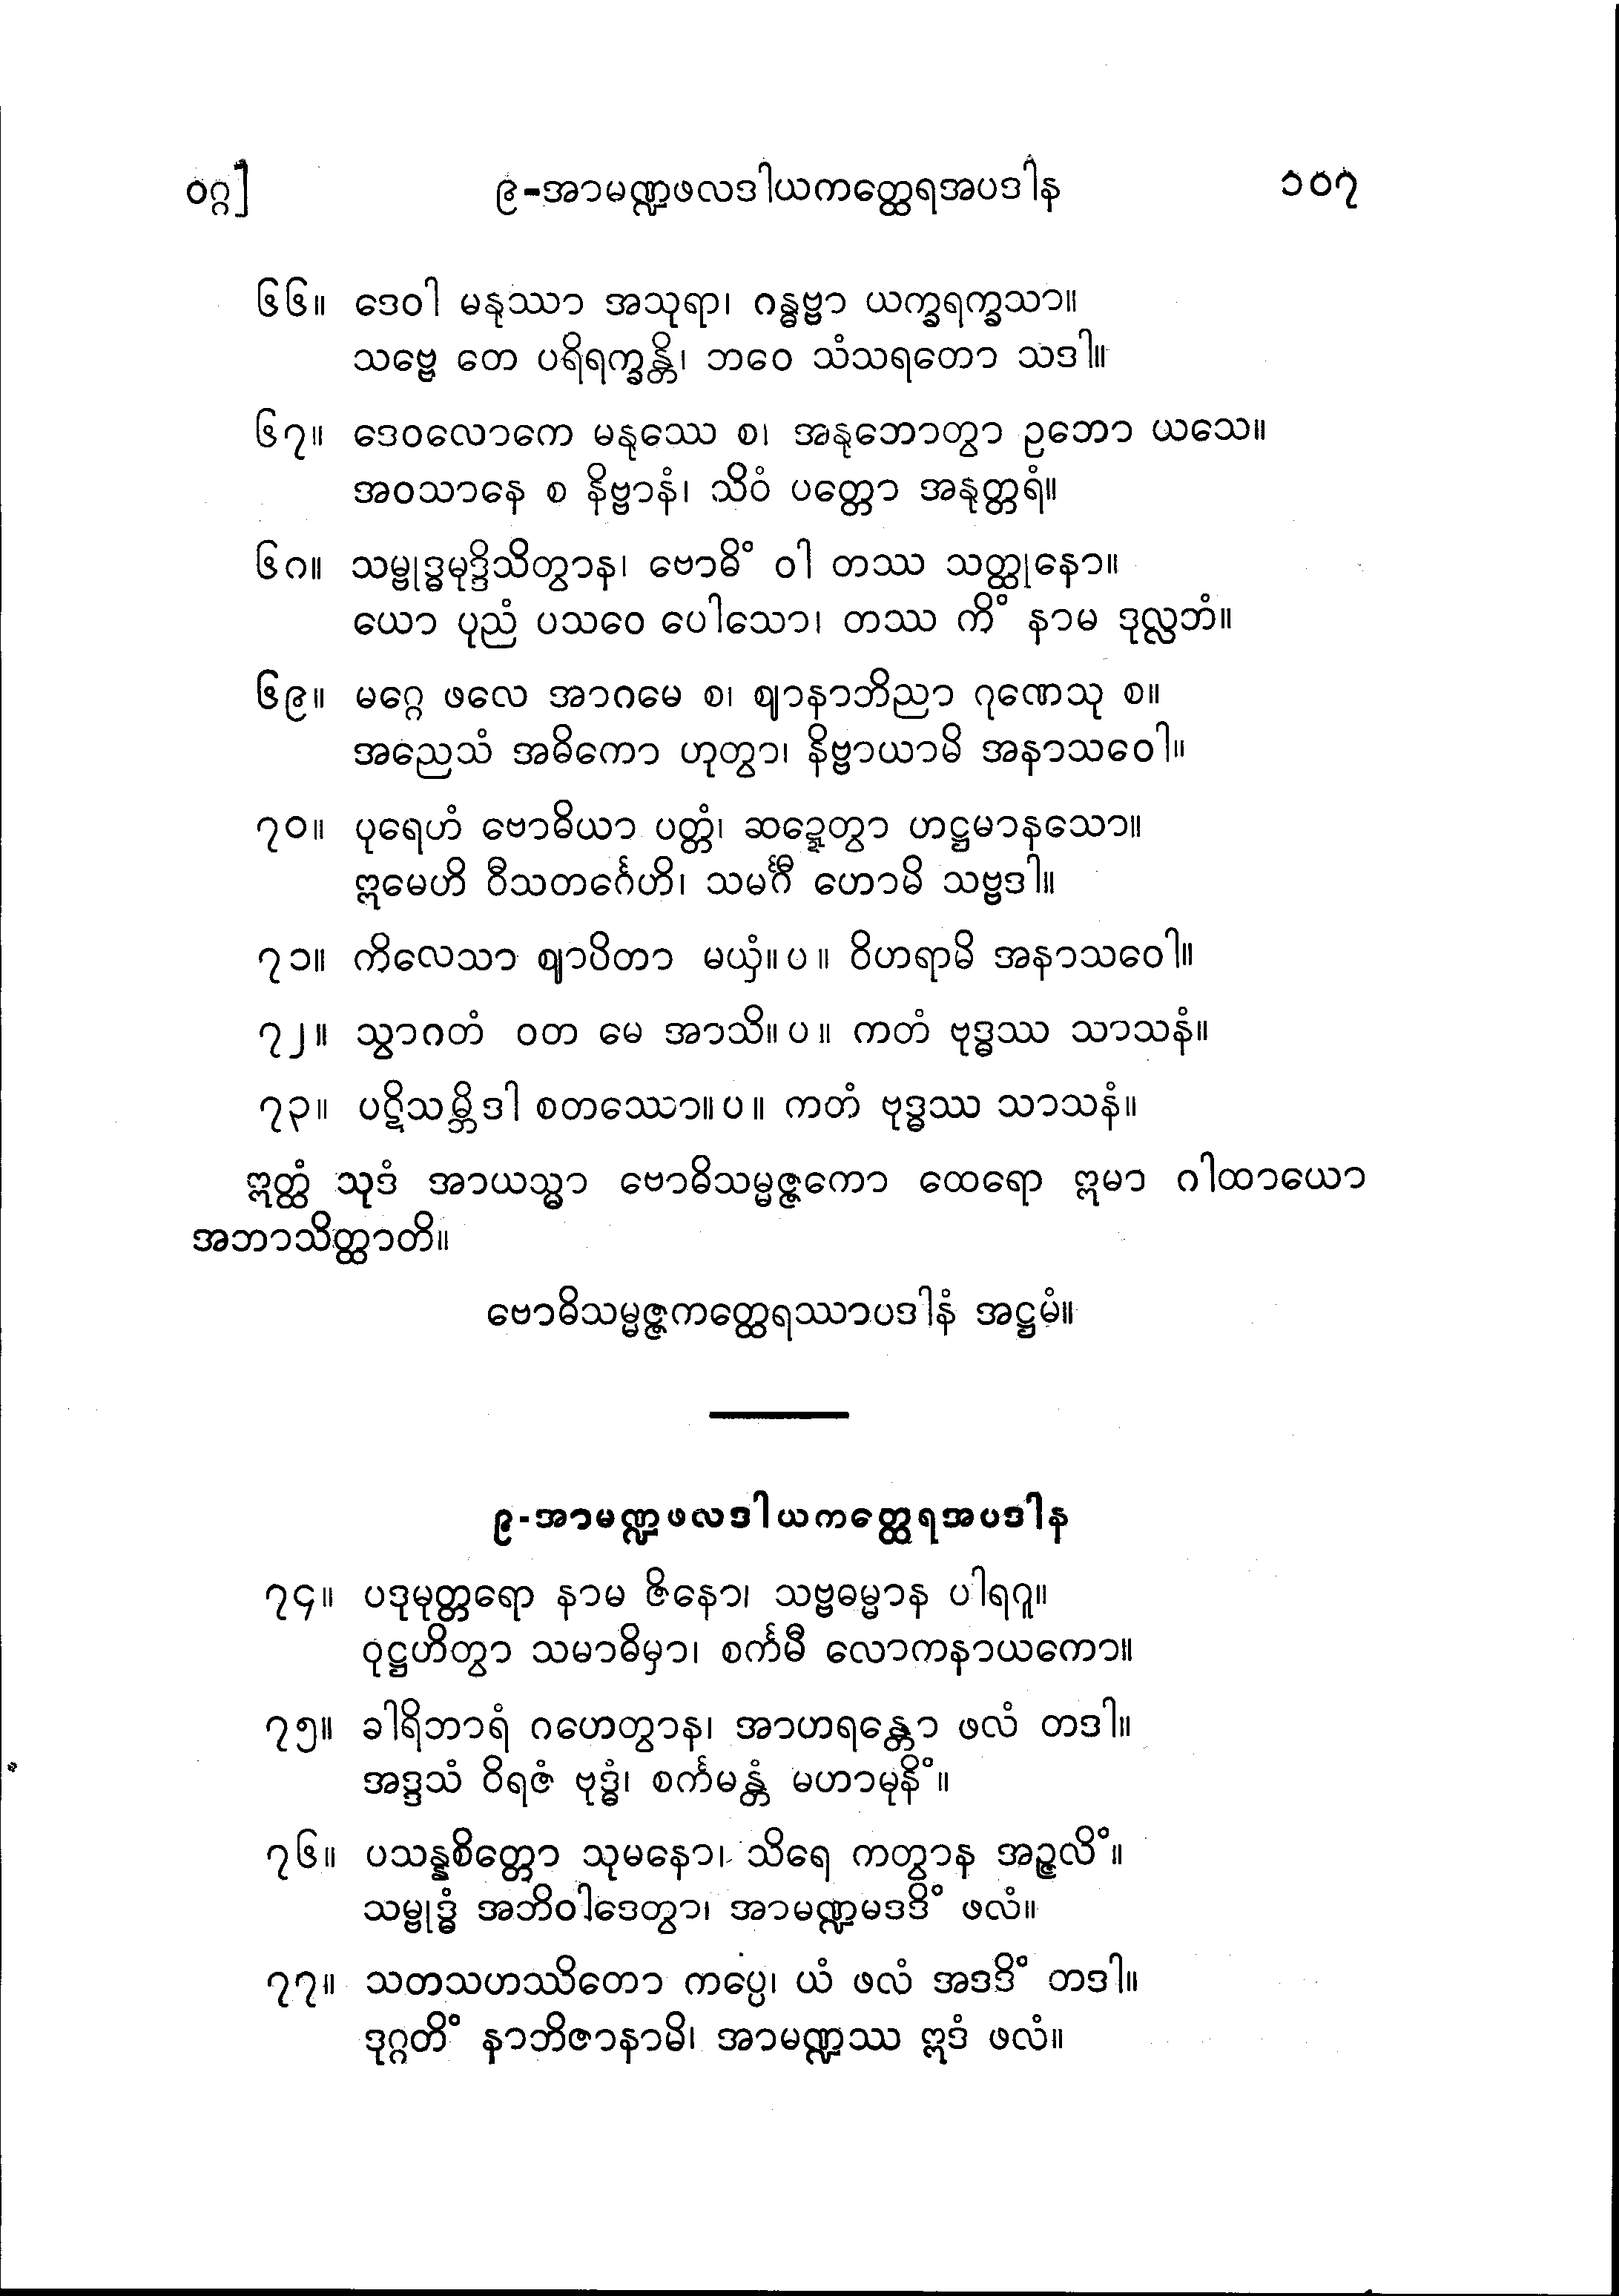 ဝဂ္ဂ] ၉-အာမဏ္ဍဖလဒါယကတ္ထေရအပဒါန ၁၀၇
၆၆။ ဒေဝါ မနုဿာ အသုရာ၊ ဂန္ဓဗ္ဗာ ယက္ခရက္ခသာ။
သဗ္ဗေ တေ ပရိရက္ခန္တိ၊ ဘဝေ သံသရတော သဒါ။
၆၇။ ဒေဝလောကေ မနုဿေ စ၊ အနုဘောတွာ ဥဘော ယသေ။
အဝသာနေ စ နိဗ္ဗာနံ၊ သိဝံ ပတ္တော အနုတ္တရံ။
၆၈။ သမ္ဗုဒ္ဓမုဒ္ဒိသိတွာန၊ ဗောဓိံ ဝါ တဿ သတ္ထုနော။
ယော ပုညံ ပသဝေ ပေါသော၊ တဿ ကိံ နာမ ဒုလ္လဘံ။
၆၉။ မဂ္ဂေ ဖလေ အာဂမေ စ၊ ဈာနာဘိညာ ဂုဏေသု စ။
အညေသံ အဓိကော ဟုတွာ၊ နိဗ္ဗာယာမိ အနာသဝေါ။
၇၀။ ပုရေဟံ ဗောဓိယာ ပတ္တံ၊ ဆဍ္ဍေတွာ ဟဋ္ဌမာနသော။
ဣမေဟိ ဝီသတင်္ဂေဟိ၊ သမင်္ဂီ ဟောမိ သဗ္ဗဒါ။
၇၁။ ကိလေသာ ဈာပိတာ မယှံ။ပ။ ဝိဟရာမိ အနာသဝေါ။
၇၂။ သွာဂတံ ဝတ မေ အာသိ။ပ။ ကတံ ဗုဒ္ဓဿ သာသနံ။
၇၃။ ပဋိသမ္ဘိဒါ စတဿော။ပ။ ကတံ ဗုဒ္ဓဿ သာသနံ။
ဣတ္ထံ သုဒံ အာယသ္မာ ဗောဓိသမ္မဇ္ဇကော ထေရော ဣမာ ဂါထာယော
အဘာသိတ္ထာတိ။
ဗောဓိသမ္မဇ္ဇကတ္ထေရဿာပဒါနံ အဋ္ဌမံ။
၉-အာမဏ္ဍဖလဒါယကတ္ထေရအပဒါန
၇၄။ ပဒုမုတ္တရော နာမ ဇိနော၊ သဗ္ဗဓမ္မာန ပါရဂူ။
ဝုဋ္ဌဟိတွာ သမာဓိမှာ၊ စင်္ကမီ လောကနာယကော။
၇၅။ ခါရိဘာရံ ဂဟေတွာန၊ အာဟရန္တော ဖလံ တဒါ။
အဒ္ဒသံ ဝိရဇံ ဗုဒ္ဓံ၊ စင်္ကမန္တံ မဟာမုနိံ။
၇၆။ ပသန္နစိတ္တော သုမနော၊ သိရေ ကတွာန အဉ္ဇလိံ။
သမ္ဗုဒ္ဓံ အဘိဝါဒေတွာ၊ အာမဏ္ဍမဒဒိံ ဖလံ။
၇၇။ သတသဟဿိတော ကပ္ပေ၊ ယံ ဖလံ အဒဒိံ တဒါ။
ဒုဂ္ဂတိံ နာဘိဇာနာမိ၊ အာမဏ္ဍဿ ဣဒံ ဖလံ။